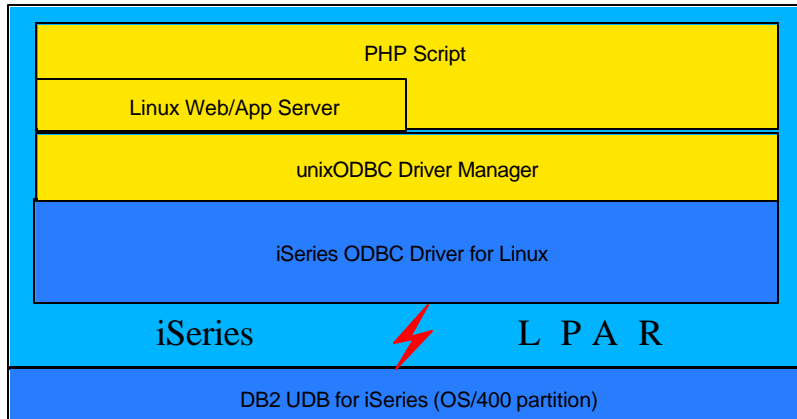 PHP Script
Linux Web/App Server
unixODBC Driver Manager
iSeries ODBC Driver for Linux
iSeries L P A R
DB2 UDB for iSeries (OS/400 partition)